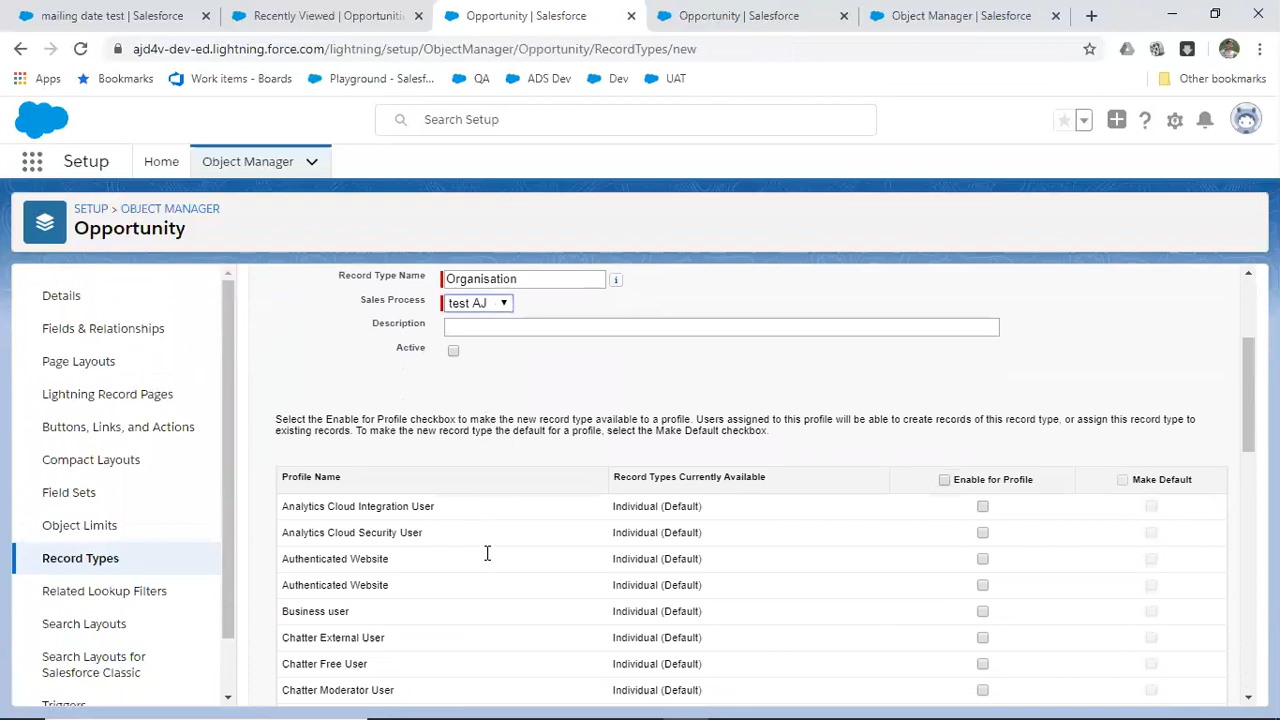 mailing date test | Salesforce
Recently Viewed | Opportuniti
Opportunity | Salesforce
Opportunity | Salesforce
Object Manager | Salesforce
ajd4v-dev-ed.lightning.force.com/lightning/setup/ObjectManager/Opportunity/RecordTypes/new
Apps
Bookmarks
Work items - Boards
Playground - Salesf...
QA
ADS Dev
Dev
UAT
Other bookmarks
Search Setup
Setup
Home
Object Manager
SETUP > OBJECT MANAGER
Opportunity
Details
Fields & Relationships
Page Layouts
Lightning Record Pages
Buttons, Links, and Actions
Compact Layouts
Field Sets
Object Limits
Record Types
Related Lookup Filters
Search Layouts
Search Layouts for
Salesforce Classic
Triggers
Record Type Name Organisation
Sales Process test AJ
Description
Active
Select the Enable for Profile checkbox to make the new record type available to a profile. Users assigned to this profile will be able to create records of this record type, or assign this record type to
existing records. To make the new record type the default for a profile, select the Make Default checkbox.
Profile Name Record Types Currently Available Enable for Profile Make Default
Analytics Cloud Integration User Individual (Default)
Analytics Cloud Security User Individual (Default)
Authenticated Website Individual (Default)
Authenticated Website Individual (Default)
Business user Individual (Default)
Chatter External User Individual (Default)
Chatter Free User Individual (Default)
Chatter Moderator User Individual (Default)